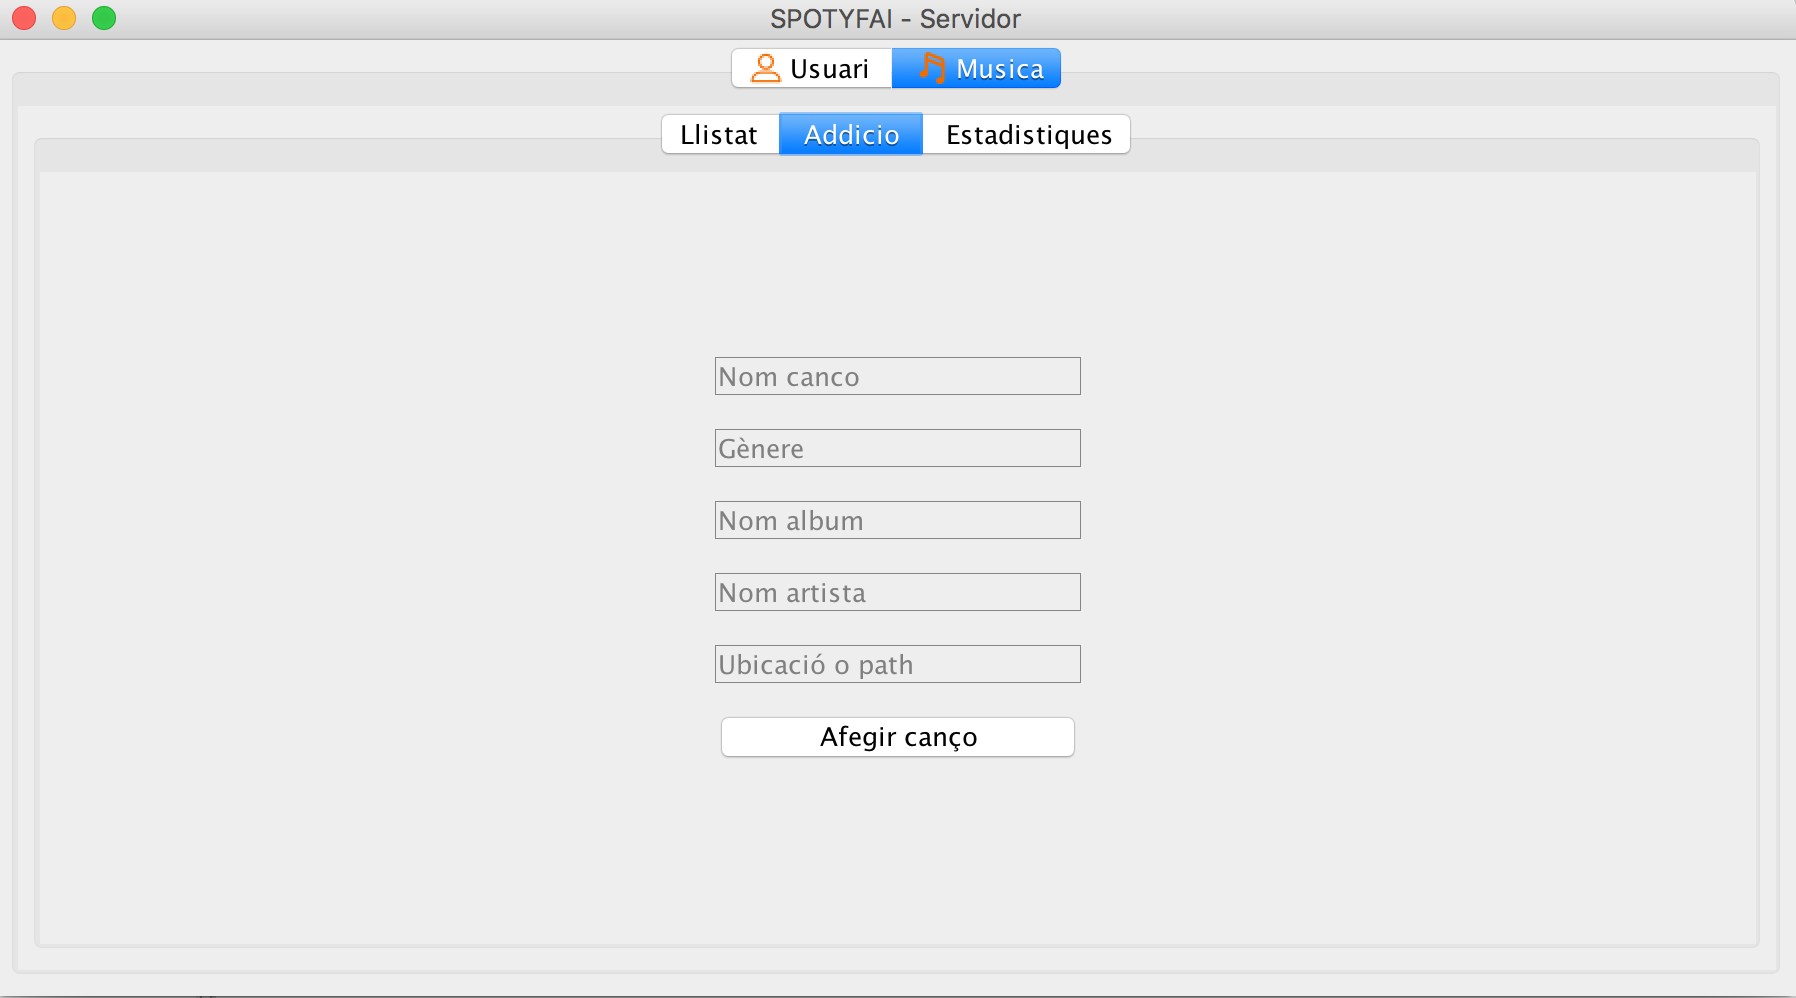 SPOTYFAI - Servidor
Usuari Musica
Llistat Addicio Estadistiques
Nom canco
Gènere
Nom album
Nom artista
Ubicació o path
Afegir canço